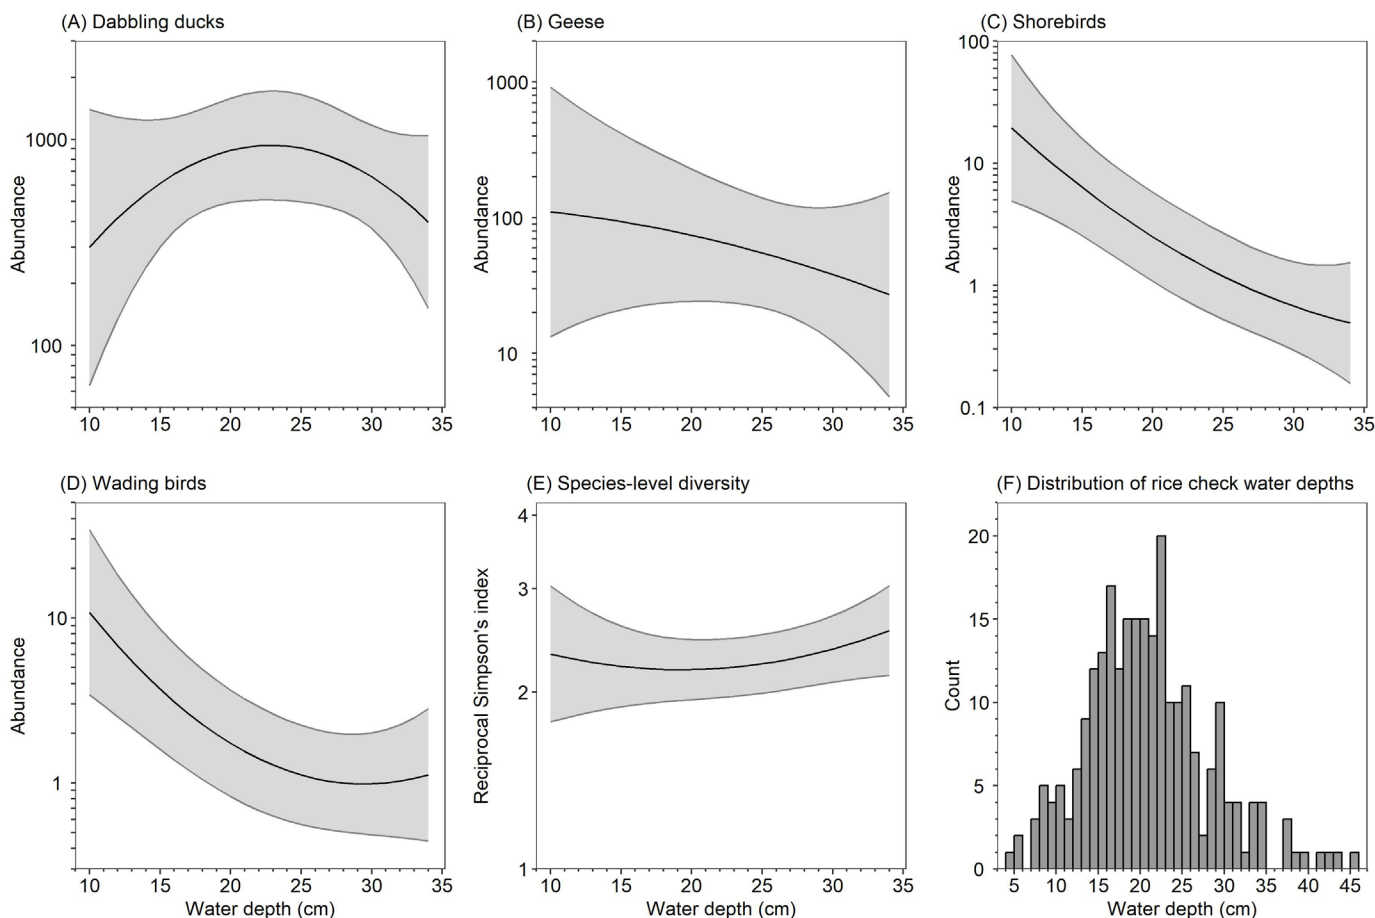 (A) Dabbling ducks
(B) Geese
(C) Shorebirds
Abundance
1000
100
10 15 20 25 30 35
Abundance
1000
100
10
10 15 20 25 30 35
Abundance
100
10
1
0.1
10 15 20 25 30 35
(D) Wading birds
(E) Species-level diversity
(F) Distribution of rice check water depths
Abundance
10
1
10 15 20 25 30 35
Water depth (cm)
Reciprocal Simpson's index
4
3
2
1
10 15 20 25 30 35
Water depth (cm)
Count
20
15
10
5
0
5 10 15 20 25 30 35 40 45
Water depth (cm)